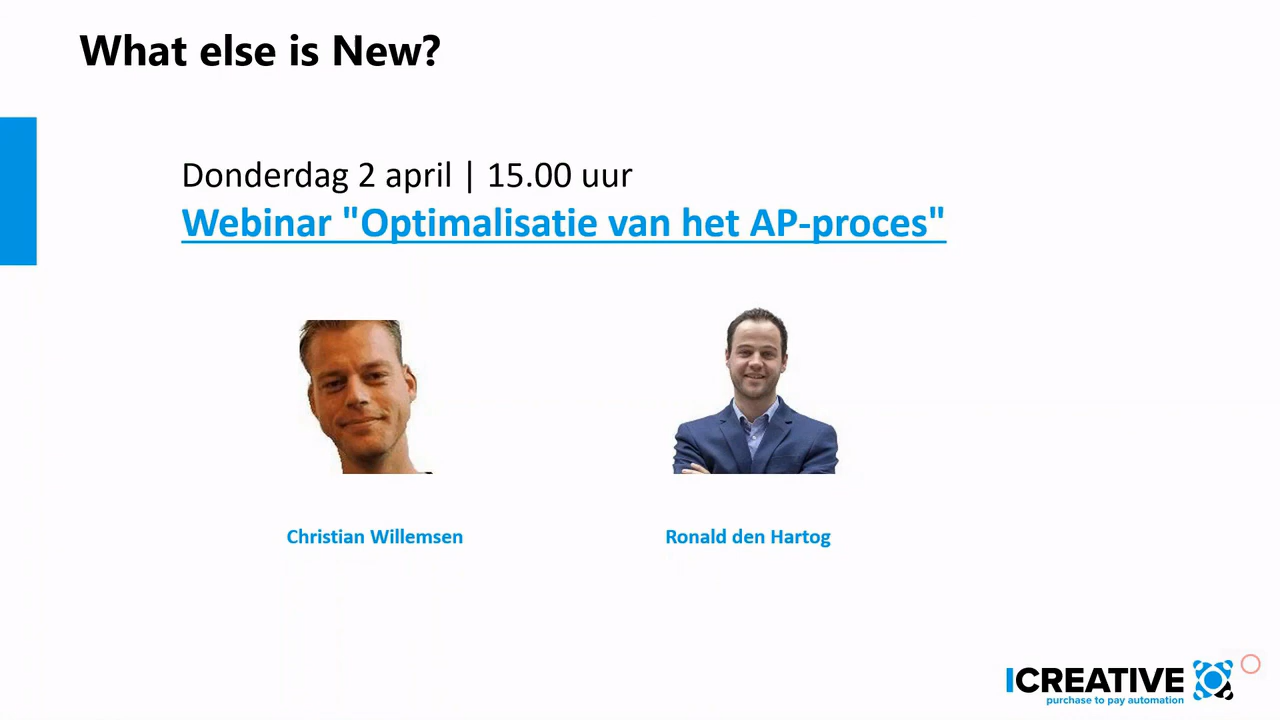 What else is New?
Donderdag 2 april | 15.00 uur
Webinar "Optimalisatie van het AP-proces"
Christian Willemsen
Ronald den Hartog
ICREATIVE
purchase to pay automation